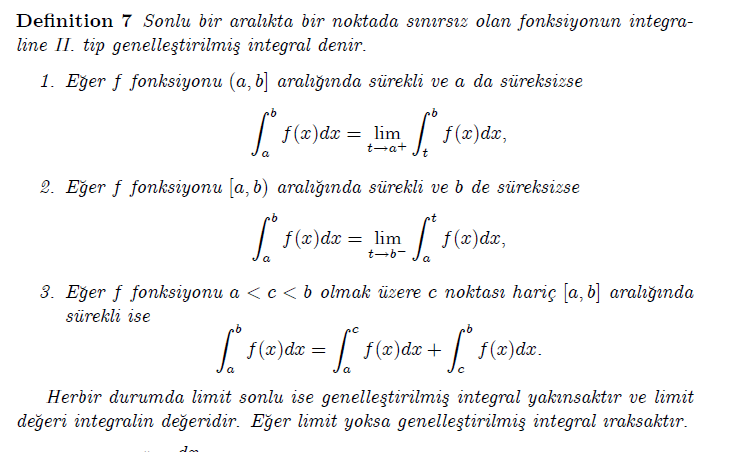 Definition 7 Sonlu bir aralıkta bir noktada sınırsız olan fonksiyonun integra-
line II. tip genelleştirilmiş integral denir.
1. Eğer f fonksiyonu (a, b] aralığında sürekli ve a da süreksizse
∫_a^b f(x)dx = lim_{t→a+} ∫_t^b f(x)dx,
2. Eğer f fonksiyonu [a, b) aralığında sürekli ve b de süreksizse
∫_a^b f(x)dx = lim_{t→b−} ∫_a^t f(x)dx,
3. Eğer f fonksiyonu a < c < b olmak üzere c noktası hariç [a, b] aralığında
sürekli ise
∫_a^b f(x)dx = ∫_a^c f(x)dx + ∫_c^b f(x)dx.
Herbir durumda limit sonlu ise genelleştirilmiş integral yakınsaktır ve limit
değeri integralin değeridir. Eğer limit yoksa genelleştirilmiş integral ıraksaktır.